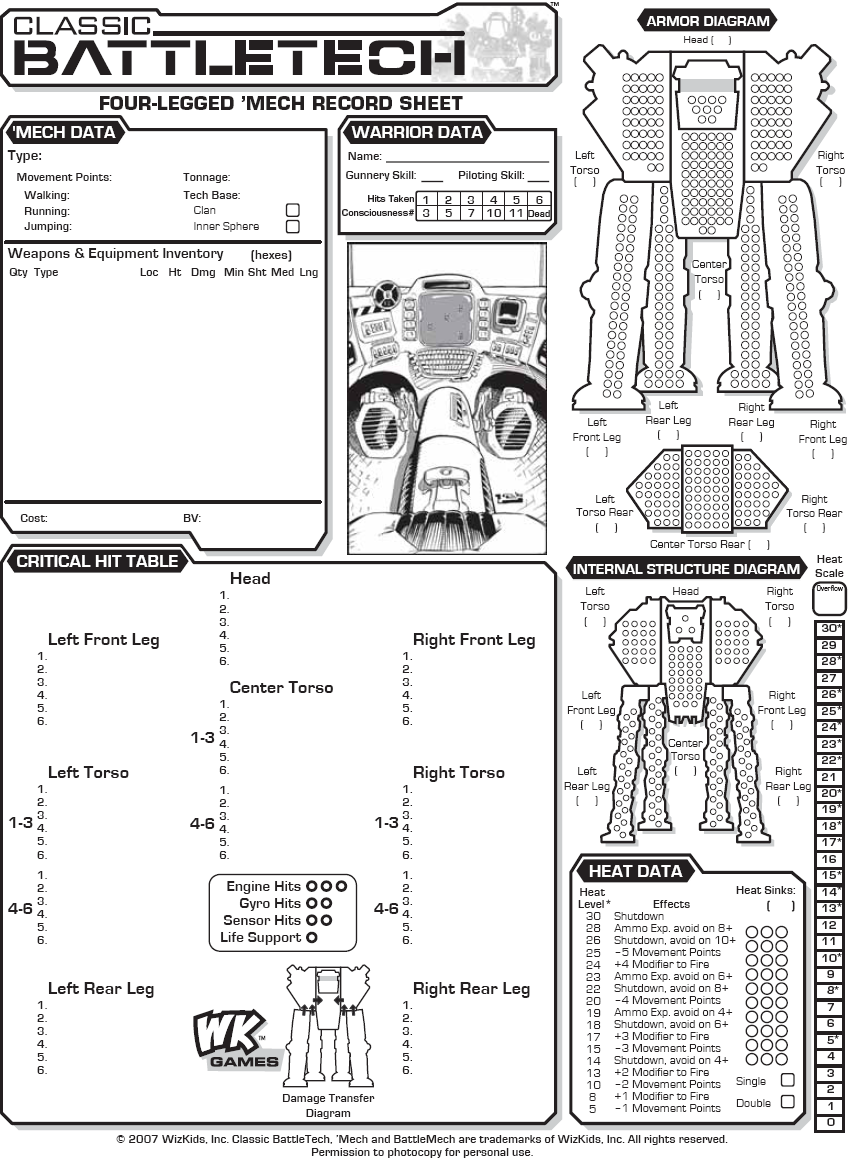 CLASSIC
BATTLETECH™
FOUR-LEGGED 'MECH RECORD SHEET
'MECH DATA
Type:
Movement Points:
Walking:
Running:
Jumping:
Tonnage:
Tech Base:
Clan
Inner Sphere
Weapons & Equipment Inventory (hexes)
Qty Type Loc Ht Dmg Min Sht Med Lng
Cost: BV:
WARRIOR DATA
Name:
Gunnery Skill: Piloting Skill:
Hits Taken 1 2 3 4 5 6
Consciousness# 3 5 7 10 11 Dead
ARMOR DIAGRAM
Head ( )
Left
Torso
( )
Right
Torso
( )
Center
Torso
( )
Left
Front Leg
( )
Left
Rear Leg
( )
Right
Rear Leg
( )
Right
Front Leg
( )
Left
Torso Rear
( )
Right
Torso Rear
( )
Center Torso Rear ( )
CRITICAL HIT TABLE
Head
1.
2.
3.
4.
5.
6.
Left Front Leg
1.
2.
3.
4.
5.
6.
Right Front Leg
1.
2.
3.
4.
5.
6.
Center Torso
1-3
1.
2.
3.
4.
5.
6.
4-6
1.
2.
3.
4.
5.
6.
Left Torso
1-3
1.
2.
3.
4.
5.
6.
4-6
1.
2.
3.
4.
5.
6.
Right Torso
1-3
1.
2.
3.
4.
5.
6.
4-6
1.
2.
3.
4.
5.
6.
Engine Hits
Gyro Hits
Sensor Hits
Life Support
Left Rear Leg
1.
2.
3.
4.
5.
6.
Right Rear Leg
1.
2.
3.
4.
5.
6.
WK™
GAMES
Damage Transfer
Diagram
INTERNAL STRUCTURE DIAGRAM
Left
Torso
( )
Head
Right
Torso
( )
Left
Front Leg
( )
Right
Front Leg
( )
Center
Torso
( )
Left
Rear Leg
( )
Right
Rear Leg
( )
HEAT DATA
Heat
Level* Effects
30 Shutdown
28 Ammo Exp. avoid on 8+
26 Shutdown, avoid on 10+
25 –5 Movement Points
24 +4 Modifier to Fire
23 Ammo Exp. avoid on 6+
22 Shutdown, avoid on 8+
20 –4 Movement Points
19 Ammo Exp. avoid on 4+
18 Shutdown, avoid on 6+
17 +3 Modifier to Fire
15 –3 Movement Points
14 Shutdown, avoid on 4+
13 +2 Modifier to Fire
10 –2 Movement Points
8 +1 Modifier to Fire
5 –1 Movement Points
Heat Sinks:
( )
Single
Double
Heat
Scale
Overflow
30*
29
28*
27
26*
25*
24*
23*
22*
21
20*
19*
18*
17*
16
15*
14*
13*
12
11
10*
9
8*
7
6
5*
4
3
2
1
0
© 2007 WizKids, Inc. Classic BattleTech, 'Mech and BattleMech are trademarks of WizKids, Inc. All rights reserved.
Permission to photocopy for personal use.